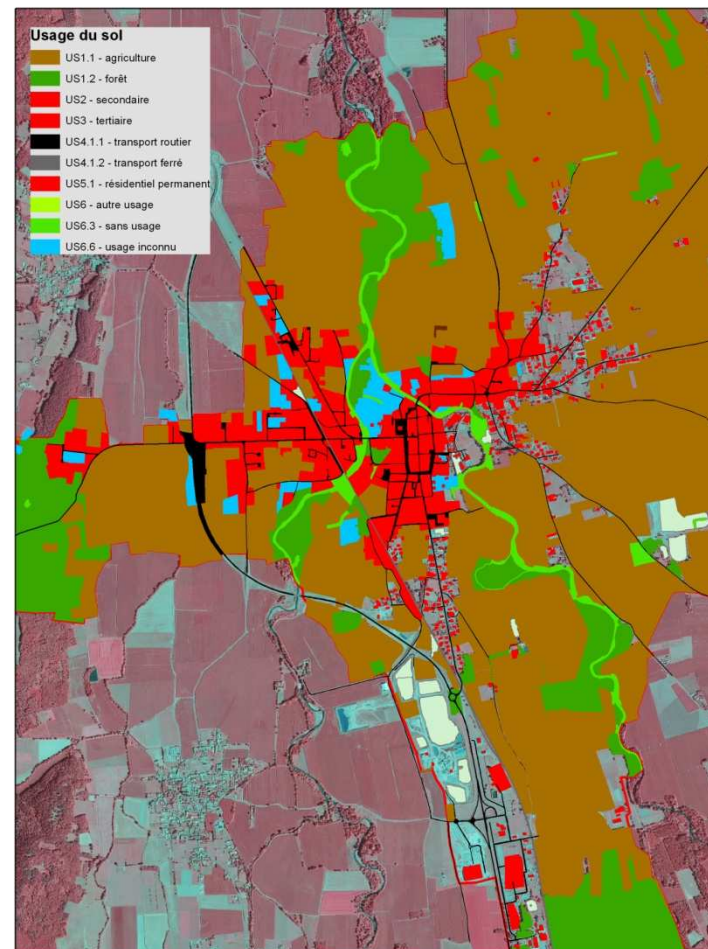 Usage du sol
US1.1 - agriculture
US1.2 - forêt
US2 - secondaire
US3 - tertiaire
US4.1.1 - transport routier
US4.1.2 - transport ferré
US5.1 - résidentiel permanent
US6 - autre usage
US6.3 - sans usage
US6.6 - usage inconnu